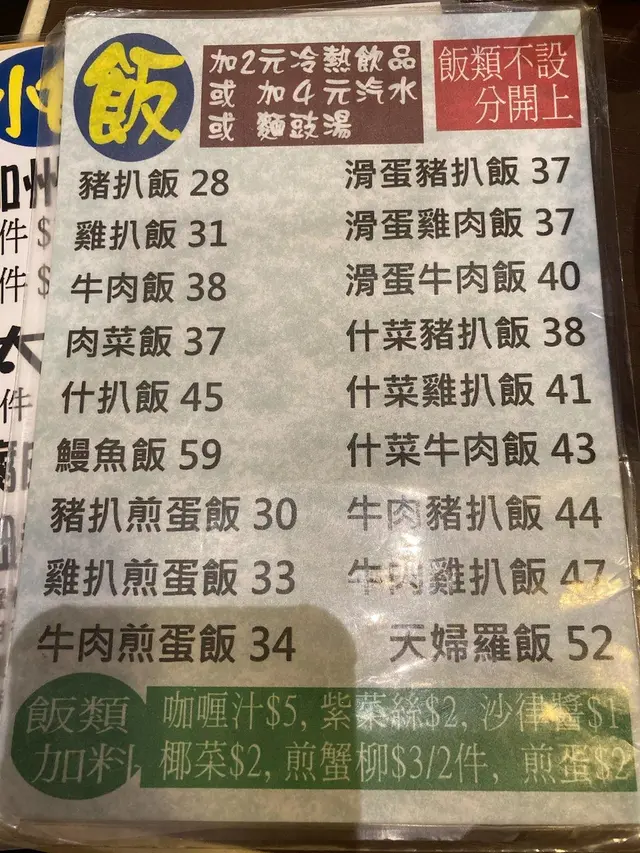 飯
加2元冷熱飲品
或 加4元汽水
或 麵豉湯
飯類不設
分開上
豬扒飯 28
雞扒飯 31
牛肉飯 38
肉菜飯 37
什扒飯 45
鰻魚飯 59
豬扒煎蛋飯 30
雞扒煎蛋飯 33
牛肉煎蛋飯 34
滑蛋豬扒飯 37
滑蛋雞肉飯 37
滑蛋牛肉飯 40
什菜豬扒飯 38
什菜雞扒飯 41
什菜牛肉飯 43
牛肉豬扒飯 44
牛肉雞扒飯 47
天婦羅飯 52
飯類
加料
咖喱汁$5, 紫菜絲$2, 沙律醬$1
椰菜$2, 煎蟹柳$3/2件, 煎蛋$2
小
加州
件 $
件 $
大
件